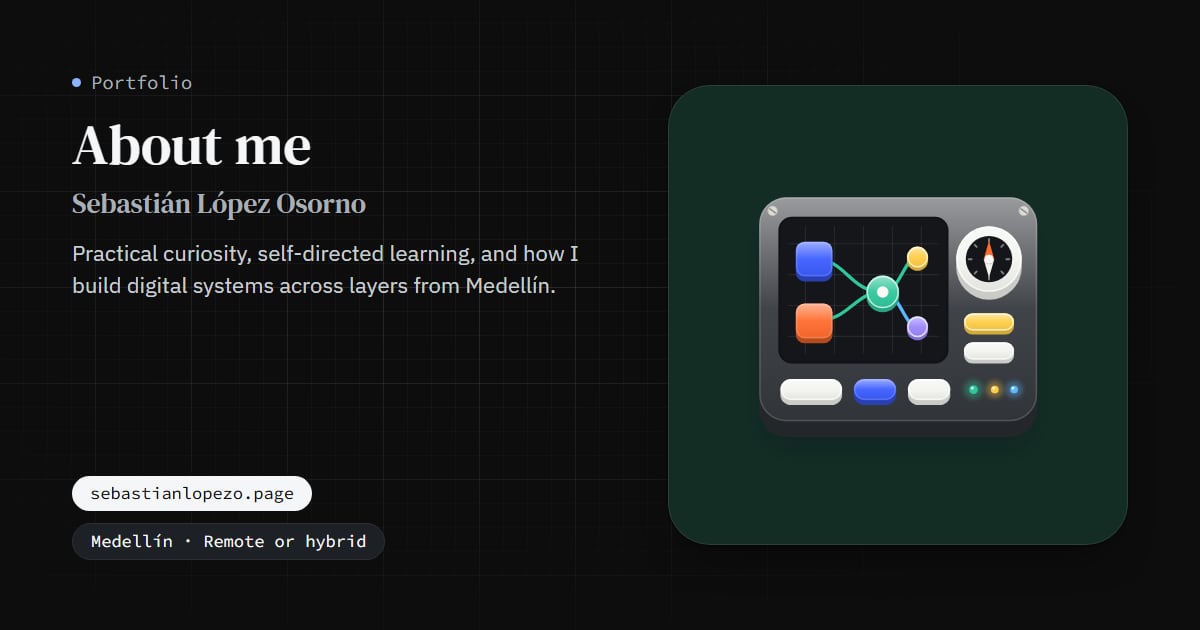 Portfolio
About me
Sebastián López Osorno
Practical curiosity, self-directed learning, and how I
build digital systems across layers from Medellín.
sebastianlopezo.page
Medellín · Remote or hybrid